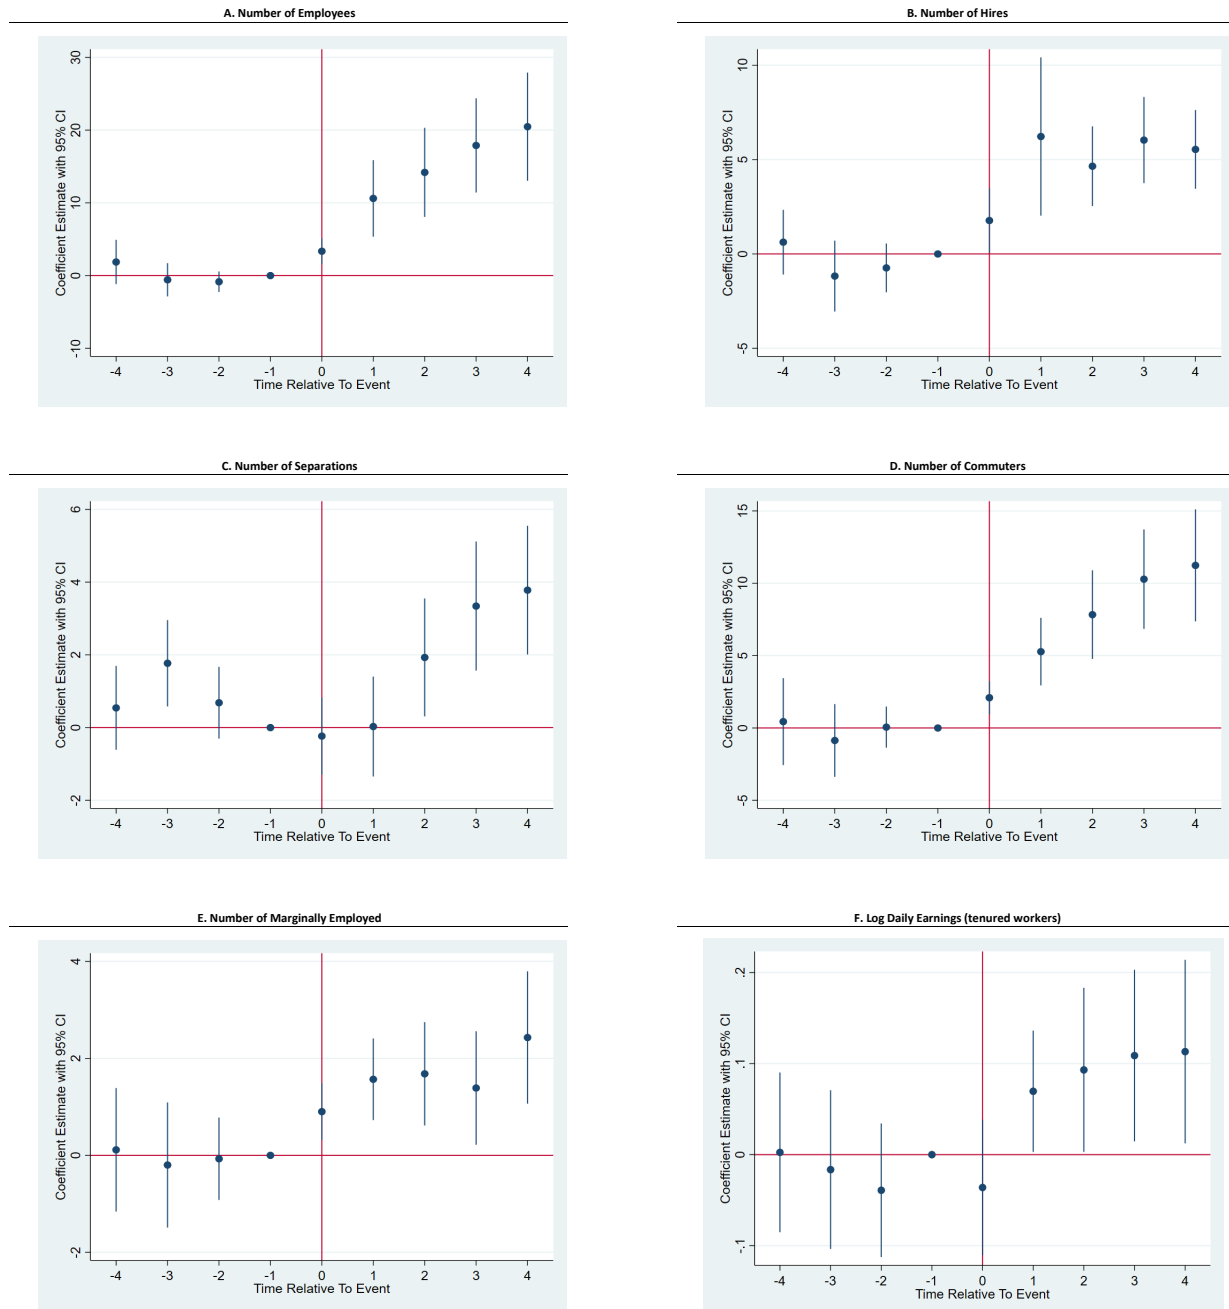 A. Number of Employees
Coefficient Estimate with 95% CI
30
20
10
0
-10
-4 -3 -2 -1 0 1 2 3 4
Time Relative To Event
B. Number of Hires
Coefficient Estimate with 95% CI
10
5
0
-5
-4 -3 -2 -1 0 1 2 3 4
Time Relative To Event
C. Number of Separations
Coefficient Estimate with 95% CI
6
4
2
0
-2
-4 -3 -2 -1 0 1 2 3 4
Time Relative To Event
D. Number of Commuters
Coefficient Estimate with 95% CI
15
10
5
0
-5
-4 -3 -2 -1 0 1 2 3 4
Time Relative To Event
E. Number of Marginally Employed
Coefficient Estimate with 95% CI
4
2
0
-2
-4 -3 -2 -1 0 1 2 3 4
Time Relative To Event
F. Log Daily Earnings (tenured workers)
Coefficient Estimate with 95% CI
.2
.1
0
-.1
-4 -3 -2 -1 0 1 2 3 4
Time Relative To Event